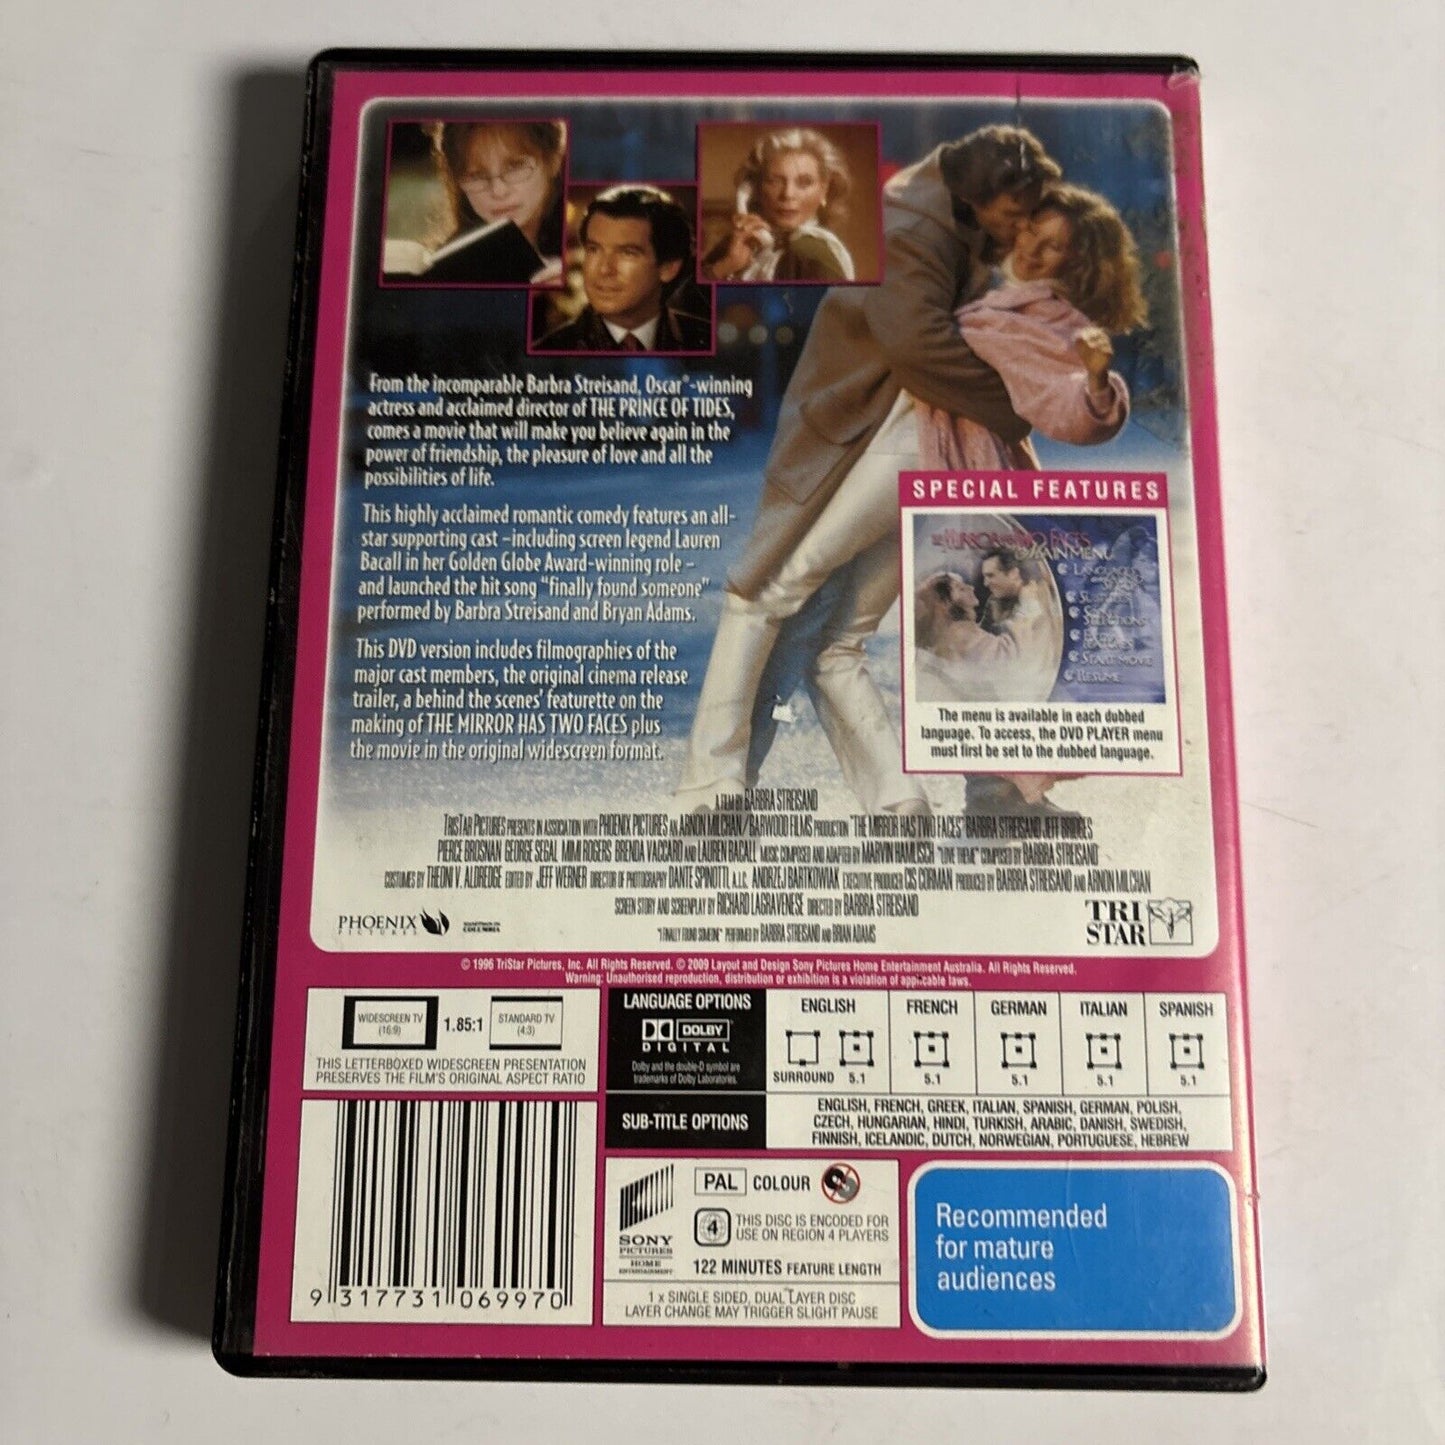 From the incomparable Barbra Streisand, Oscar®-winning
actress and acclaimed director of THE PRINCE OF TIDES,
comes a movie that will make you believe again in the
power of friendship, the pleasure of love and all the
possibilities of life.
This highly acclaimed romantic comedy features an all-
star supporting cast –including screen legend Lauren
Bacall in her Golden Globe Award-winning role –
and launched the hit song "finally found someone"
performed by Barbra Streisand and Bryan Adams.
This DVD version includes filmographies of the
major cast members, the original cinema release
trailer, a behind the scenes' featurette on the
making of THE MIRROR HAS TWO FACES plus
the movie in the original widescreen format.
SPECIAL FEATURES
MAIN MENU
START MOVIE
RESUME
The menu is available in each dubbed
language. To access, the DVD PLAYER menu
must first be set to the dubbed language.
A FILM BY BARBRA STREISAND
TRISTAR PICTURES PRESENTS IN ASSOCIATION WITH PHOENIX PICTURES AN ARNON MILCHAN/BARWOOD FILMS PRODUCTION "THE MIRROR HAS TWO FACES" BARBRA STREISAND JEFF BRIDGES
PIERCE BROSNAN GEORGE SEGAL MIMI ROGERS BRENDA VACCARO AND LAUREN BACALL MUSIC COMPOSED AND ADAPTED BY MARVIN HAMLISCH "LOVE THEME" COMPOSED BY BARBRA STREISAND
COSTUMES BY THEONI V. ALDREDGE EDITED BY JEFF WERNER DIRECTOR OF PHOTOGRAPHY DANTE SPINOTTI, A.I.C. ANDRZEJ BARTKOWIAK EXECUTIVE PRODUCER CIS CORMAN PRODUCED BY BARBRA STREISAND AND ARNON MILCHAN
SCREEN STORY AND SCREENPLAY BY RICHARD LAGRAVENESE DIRECTED BY BARBRA STREISAND
"I FINALLY FOUND SOMEONE" PERFORMED BY BARBRA STREISAND AND BRIAN ADAMS
PHOENIX
PICTURES
SOUNDTRACK ON
COLUMBIA
TRI
STAR
© 1996 TriStar Pictures, Inc. All Rights Reserved. © 2009 Layout and Design Sony Pictures Home Entertainment Australia. All Rights Reserved.
Warning: Unauthorised reproduction, distribution or exhibition is a violation of applicable laws.
WIDESCREEN TV
(16:9)
1.85:1
STANDARD TV
(4:3)
THIS LETTERBOXED WIDESCREEN PRESENTATION
PRESERVES THE FILM'S ORIGINAL ASPECT RATIO
LANGUAGE OPTIONS
DOLBY
DIGITAL
Dolby and the double-D symbol are
trademarks of Dolby Laboratories.
ENGLISH
SURROUND 5.1
FRENCH
5.1
GERMAN
5.1
ITALIAN
5.1
SPANISH
5.1
SUB-TITLE OPTIONS
ENGLISH, FRENCH, GREEK, ITALIAN, SPANISH, GERMAN, POLISH,
CZECH, HUNGARIAN, HINDI, TURKISH, ARABIC, DANISH, SWEDISH,
FINNISH, ICELANDIC, DUTCH, NORWEGIAN, PORTUGUESE, HEBREW
9 317731 069970
SONY
PICTURES
HOME
ENTERTAINMENT
PAL COLOUR
4
THIS DISC IS ENCODED FOR
USE ON REGION 4 PLAYERS
122 MINUTES FEATURE LENGTH
1 x SINGLE SIDED, DUAL LAYER DISC
LAYER CHANGE MAY TRIGGER SLIGHT PAUSE
Recommended
for mature
audiences